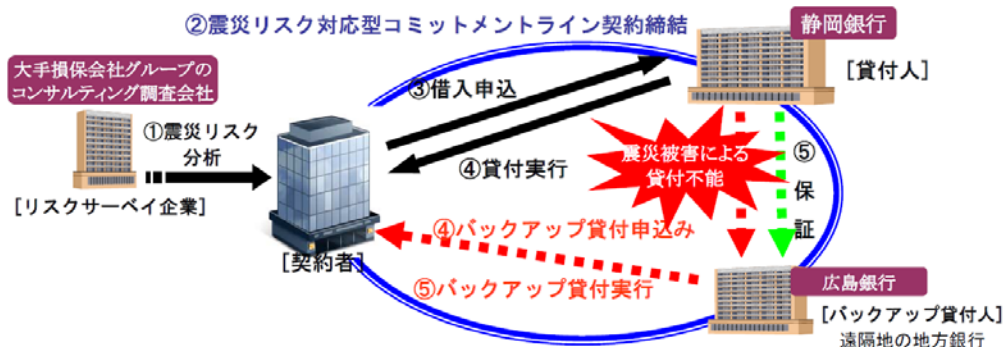 ②震災リスク対応型コミットメントライン契約締結
静岡銀行
[貸付人]
大手損保会社グループの
コンサルティング調査会社
①震災リスク
分析
[リスクサーベイ企業]
③借入申込
④貸付実行
[契約者]
震災被害による
貸付不能
⑤
保
証
④バックアップ貸付申込み
⑤バックアップ貸付実行
広島銀行
[バックアップ貸付人]
遠隔地の地方銀行